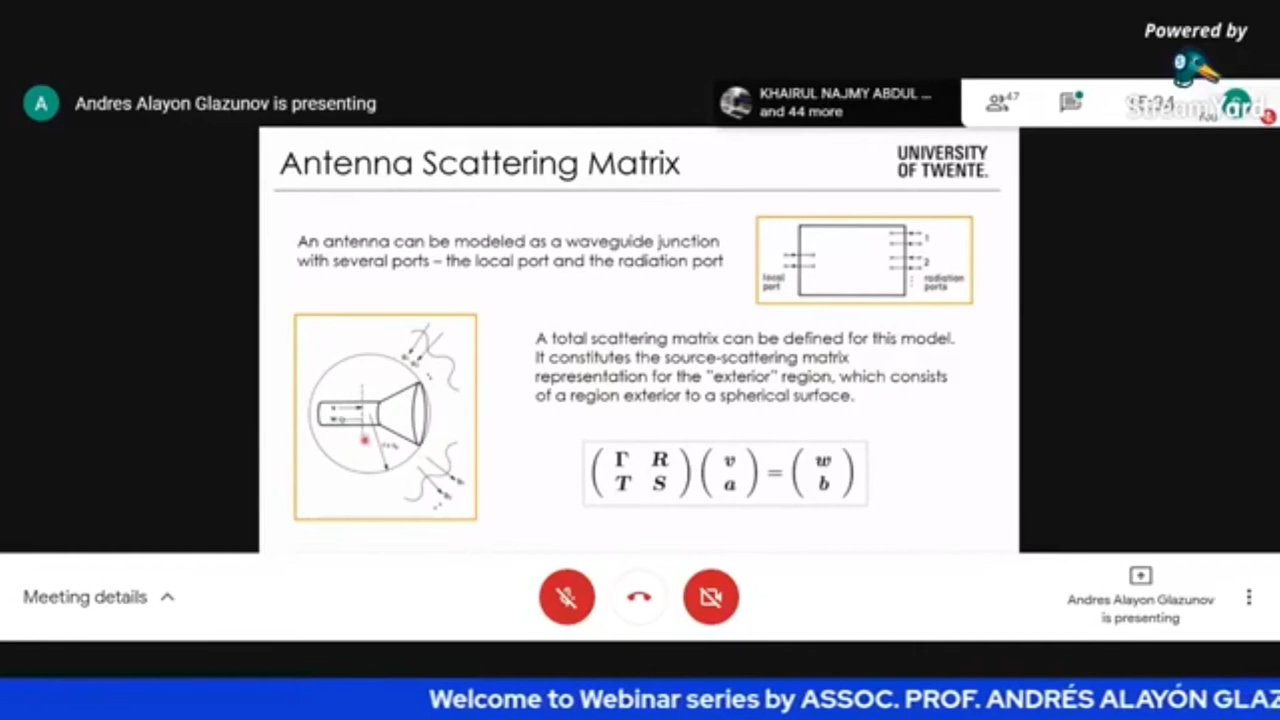 Powered by
StreamYard
A
Andres Alayon Glazunov is presenting
KHAIRUL NAJMY ABDUL ...
and 44 more
47
Antenna Scattering Matrix
UNIVERSITY
OF TWENTE.
An antenna can be modeled as a waveguide junction
with several ports – the local port and the radiation port
1
2
local
port
radiation
ports
A total scattering matrix can be defined for this model.
It constitutes the source-scattering matrix
representation for the "exterior" region, which consists
of a region exterior to a spherical surface.
( Γ R ) ( v ) = ( w )
( T S ) ( a ) = ( b )
Meeting details
Andres Alayon Glazunov
is presenting
Welcome to Webinar series by ASSOC. PROF. ANDRÉS ALAYÓN GLAZ